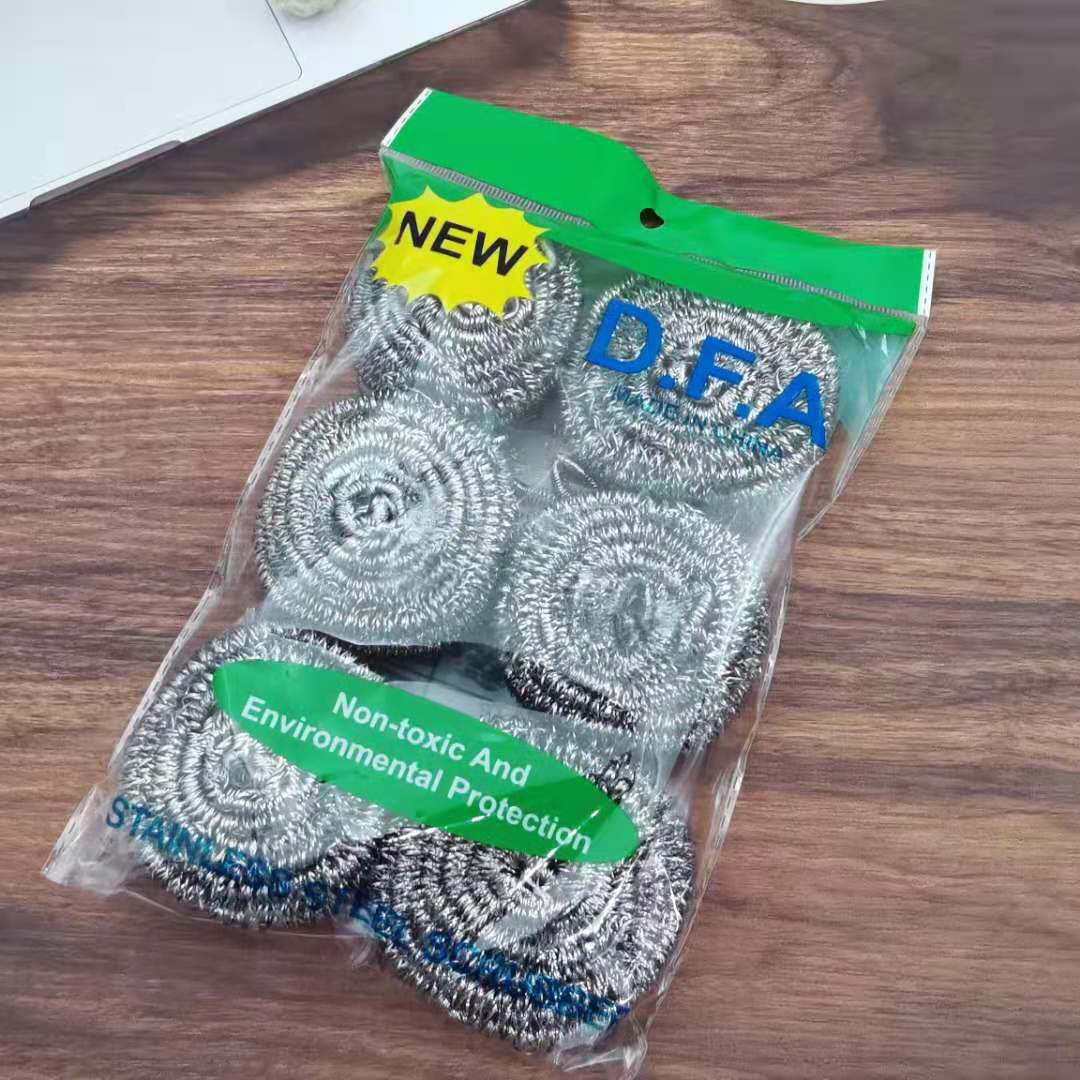 NEW
D.F.A
MADE IN CHINA
Non-toxic And
Environmental Protection
STAINLESS STEEL SCRUBBER